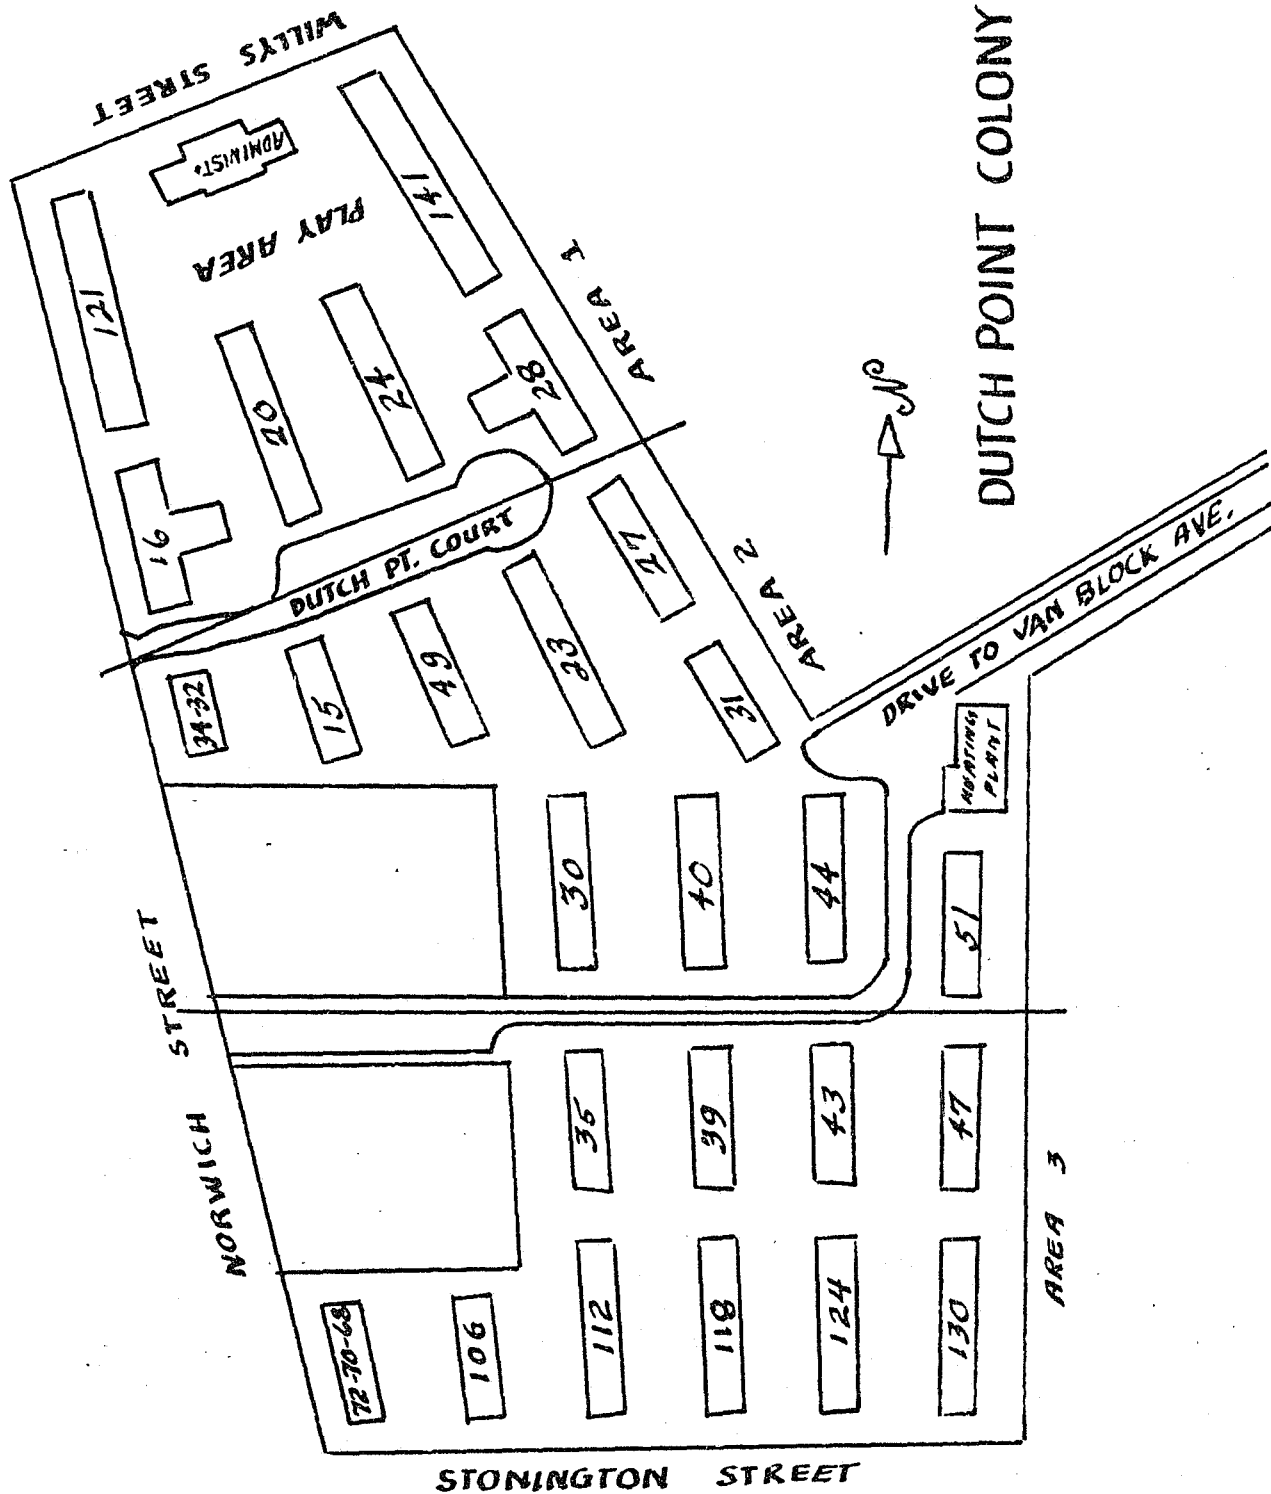 WILLYS STREET
ADMINIST.
PLAY AREA
121
141
20
24
28
16
AREA 1
DUTCH PT. COURT
N
DUTCH POINT COLONY
34-32
15
49
23
27
31
AREA 2
DRIVE TO VAN BLOCK AVE.
HEATING
PLANT
30
40
44
51
NORWICH STREET
35
39
43
47
AREA 3
72-70-68
106
112
118
124
130
STONINGTON STREET